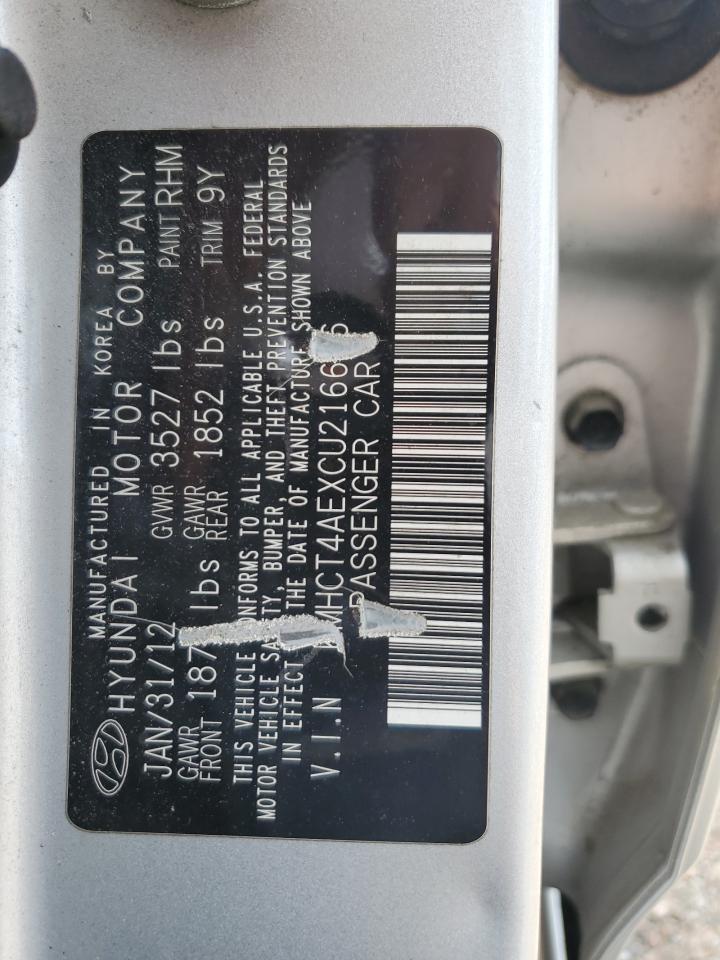 MANUFACTURED IN KOREA BY
HYUNDAI MOTOR COMPANY
JAN/31/12 GVWR 3527 lbs PAINT RHM
GAWR FRONT 187 lbs GAWR REAR 1852 lbs TRIM 9Y
THIS VEHICLE CONFORMS TO ALL APPLICABLE U.S.A. FEDERAL
MOTOR VEHICLE SAFETY, BUMPER, AND THEFT PREVENTION STANDARDS
IN EFFECT THE DATE OF MANUFACTURE SHOWN ABOVE
V.I.N MHCT4AEXCU2166
PASSENGER CAR